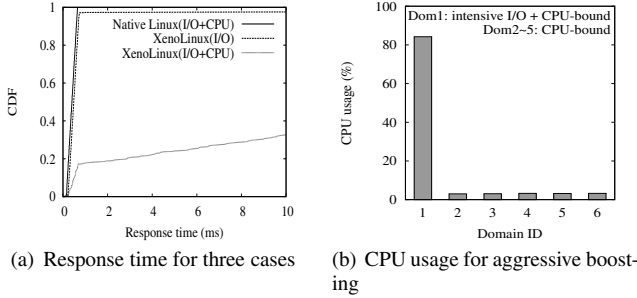 CDF
1
0.8
0.6
0.4
0.2
0
Native Linux(I/O+CPU)
XenoLinux(I/O)
XenoLinux(I/O+CPU)
0 2 4 6 8 10
Response time (ms)
(a) Response time for three cases
CPU usage (%)
100
80
60
40
20
0
Dom1: intensive I/O + CPU-bound
Dom2~5: CPU-bound
1 2 3 4 5 6
Domain ID
(b) CPU usage for aggressive boost-
ing